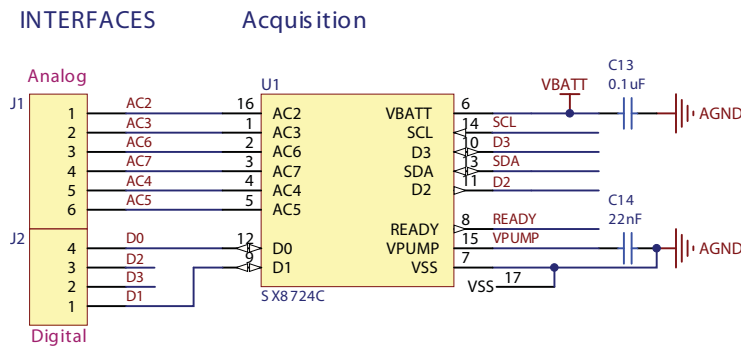 INTERFACES Acquisition
Analog
J1
1 AC2
2 AC3
3 AC6
4 AC7
5 AC4
6 AC5
J2
4 D0
3 D2
2 D3
1 D1
Digital
U1
16 AC2
1 AC3
2 AC6
3 AC7
4 AC4
5 AC5
12 D0
9 D1
VBATT 6
SCL 14 SCL
D3 10 D3
SDA 13 SDA
D2 11 D2
READY 8 READY
VPUMP 15 VPUMP
VSS 7
VSS 17
SX8724C
VBATT
C13
0.1uF
AGND
C14
22nF
AGND